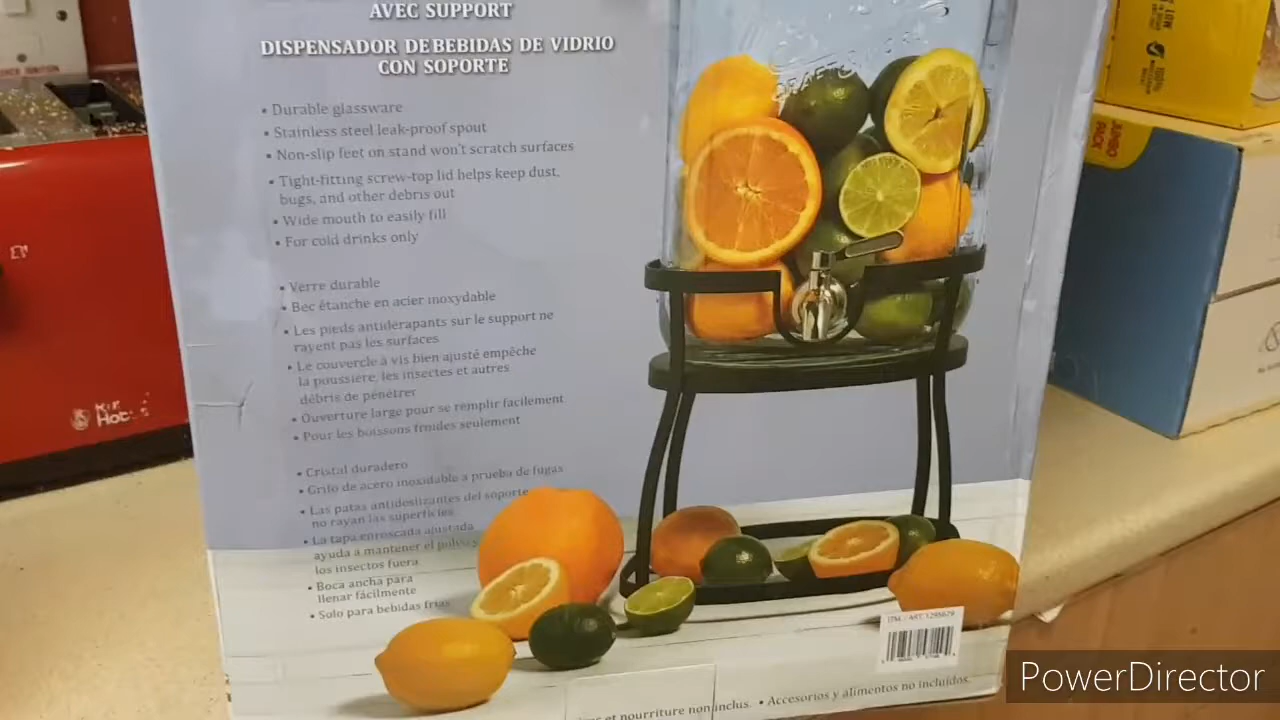 AVEC SUPPORT
DISPENSADOR DE BEBIDAS DE VIDRIO
CON SOPORTE
• Durable glassware
• Stainless steel leak-proof spout
• Non-slip feet on stand won't scratch surfaces
• Tight-fitting screw-top lid helps keep dust,
bugs, and other debris out
• Wide mouth to easily fill
• For cold drinks only
• Verre durable
• Bec étanche en acier inoxydable
• Les pieds antidérapants sur le support ne
rayent pas les surfaces
• Le couvercle à vis bien ajusté empêche
la poussière, les insectes et autres
débris de pénétrer
• Ouverture large pour se remplir facilement
• Pour les boissons froides seulement
• Cristal duradero
• Grifo de acero inoxidable a prueba de fugas
• Las patas antideslizantes del soporte
no rayan las superficies
• La tapa enroscada ajustada
ayuda a mantener el polvo y
los insectos fuera
• Boca ancha para
llenar fácilmente
• Solo para bebidas frías
et nourriture non inclus. • Accesorios y alimentos no incluidos.
JUMBO
PACK
PowerDirector